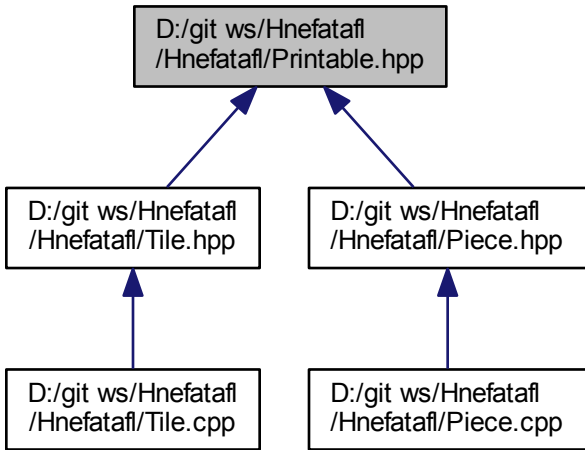 D:/git ws/Hnefatafl
/Hnefatafl/Printable.hpp
D:/git ws/Hnefatafl
/Hnefatafl/Tile.hpp
D:/git ws/Hnefatafl
/Hnefatafl/Piece.hpp
D:/git ws/Hnefatafl
/Hnefatafl/Tile.cpp
D:/git ws/Hnefatafl
/Hnefatafl/Piece.cpp